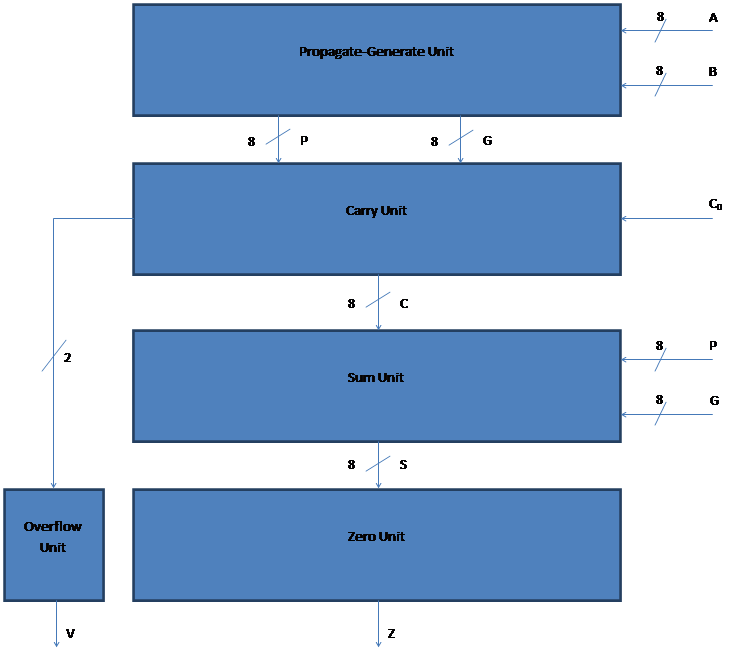 8 A
Propagate-Generate Unit
8 B
8 P 8 G
Carry Unit
C0
8 C
8 P
2
Sum Unit
8 G
8 S
Overflow
Unit
Zero Unit
V
Z